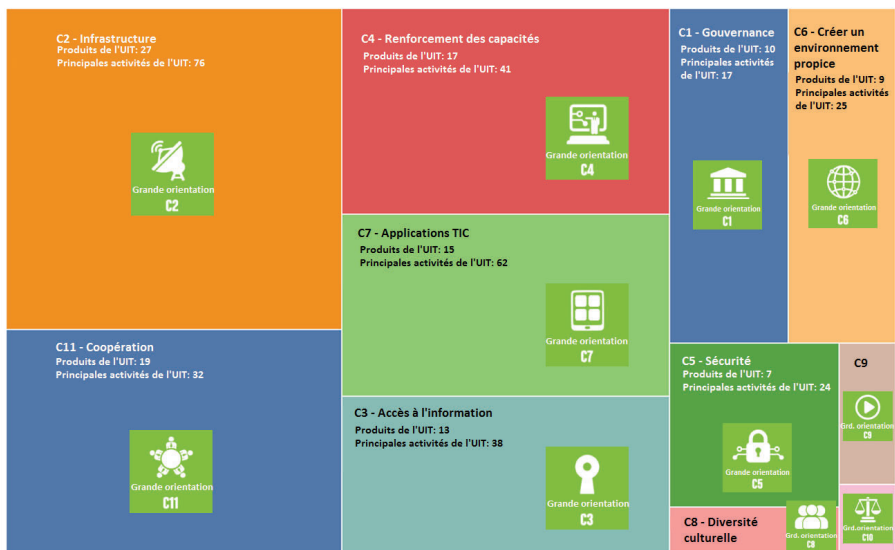 C2 - Infrastructure
Produits de l'UIT: 27
Principales activités de l'UIT: 76
Grande orientation
C2
C11 - Coopération
Produits de l'UIT: 19
Principales activités de l'UIT: 32
Grande orientation
C11
C4 - Renforcement des capacités
Produits de l'UIT: 17
Principales activités de l'UIT: 41
Grande orientation
C4
C7 - Applications TIC
Produits de l'UIT: 15
Principales activités de l'UIT: 62
Grande orientation
C7
C3 - Accès à l'information
Produits de l'UIT: 13
Principales activités de l'UIT: 38
Grande orientation
C3
C1 - Gouvernance
Produits de l'UIT: 10
Principales activités
de l'UIT: 17
Grande orientation
C1
C6 - Créer un
environnement
propice
Produits de l'UIT: 9
Principales activités
de l'UIT: 25
Grande orientation
C6
C5 - Sécurité
Produits de l'UIT: 7
Principales activités de l'UIT: 24
Grande orientation
C5
C8 - Diversité
culturelle
Grd. orientation
C8
C9
Grd. orientation
C9
Grd.orientation
C10